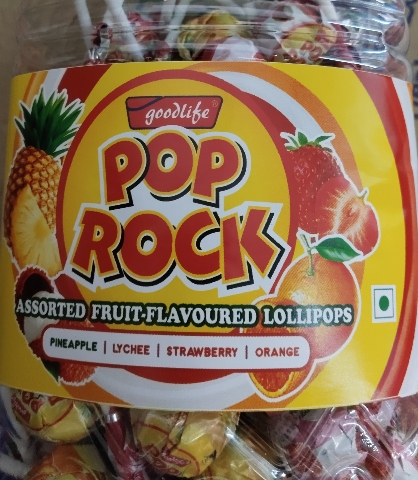 goodlife®
POP
ROCK
ASSORTED FRUIT-FLAVOURED LOLLIPOPS
PINEAPPLE | LYCHEE | STRAWBERRY | ORANGE